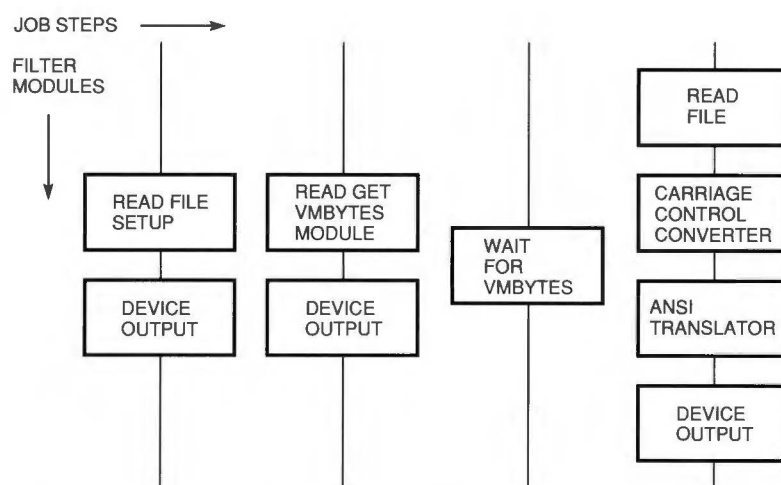 JOB STEPS
FILTER
MODULES
READ FILE
SETUP
DEVICE
OUTPUT
READ GET
VMBYTES
MODULE
DEVICE
OUTPUT
WAIT
FOR
VMBYTES
READ
FILE
CARRIAGE
CONTROL
CONVERTER
ANSI
TRANSLATOR
DEVICE
OUTPUT